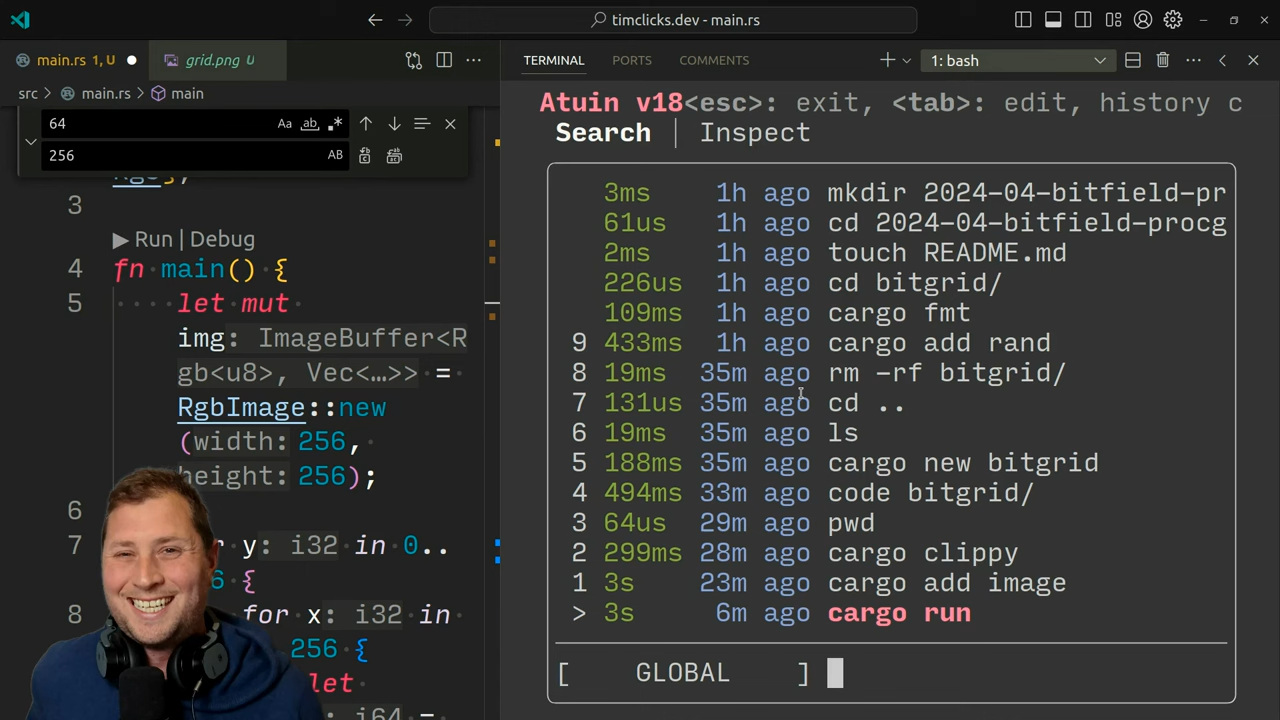 timclicks.dev - main.rs
main.rs 1, U
grid.png U
TERMINAL PORTS COMMENTS
1: bash
src > main.rs > main
64
Aa ab .*
256
AB
3
Run | Debug
4 fn main() {
5 ····let mut
img: ImageBuffer<R
gb<u8>, Vec<…>> =
RgbImage::new
(width: 256,
height: 256);
6
7 y: i32 in 0..
6 {
8 for x: i32 in
256 {
let
i64 =
Atuin v18<esc>: exit, <tab>: edit, history c
Search | Inspect
3ms 1h ago mkdir 2024-04-bitfield-pr
61us 1h ago cd 2024-04-bitfield-procg
2ms 1h ago touch README.md
226us 1h ago cd bitgrid/
109ms 1h ago cargo fmt
9 433ms 1h ago cargo add rand
8 19ms 35m ago rm -rf bitgrid/
7 131us 35m ago cd ..
6 19ms 35m ago ls
5 188ms 35m ago cargo new bitgrid
4 494ms 33m ago code bitgrid/
3 64us 29m ago pwd
2 299ms 28m ago cargo clippy
1 3s 23m ago cargo add image
> 3s 6m ago cargo run
[ GLOBAL ]